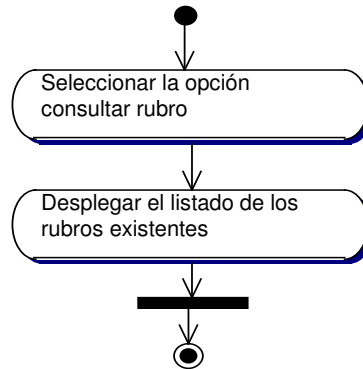 Seleccionar la opción
consultar rubro
Desplegar el listado de los
rubros existentes